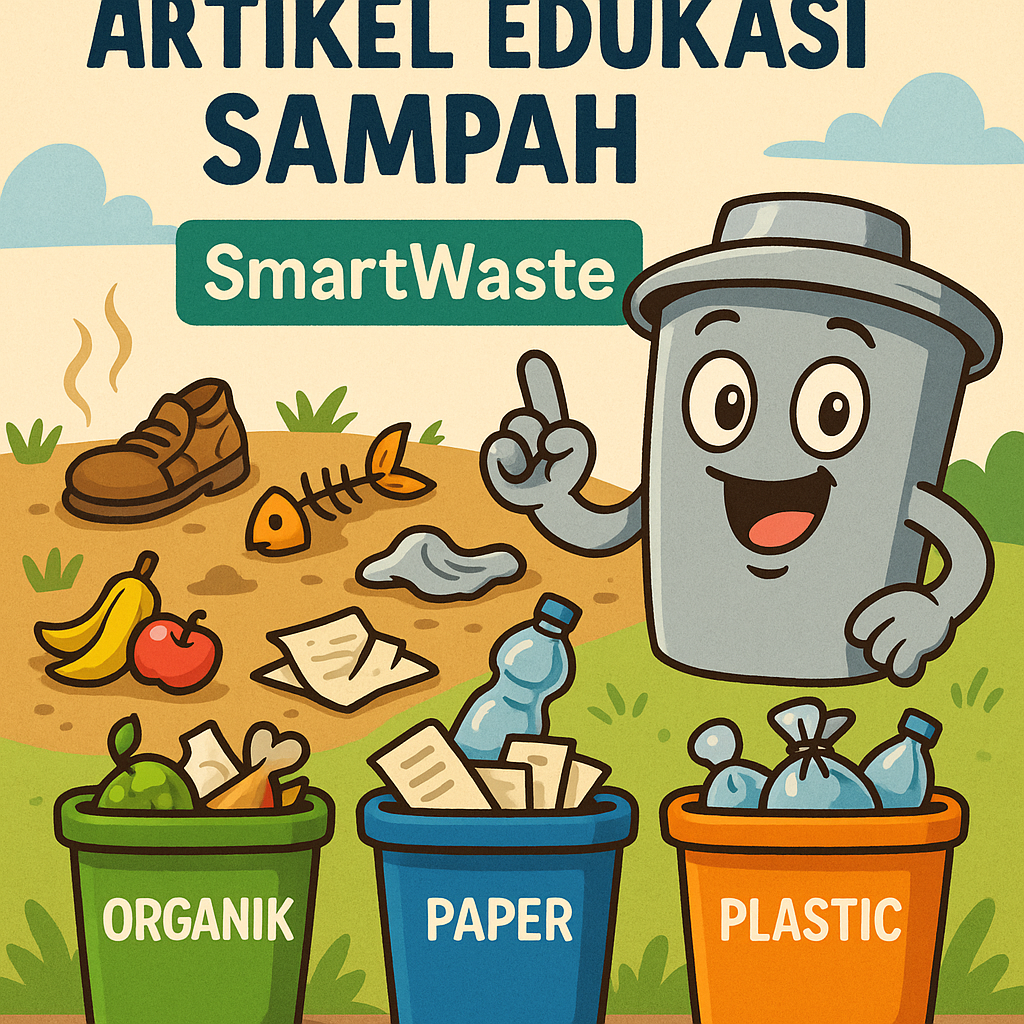 ARTIKEL EDUKASI
SAMPAH
SmartWaste
ORGANIK
PAPER
PLASTIC